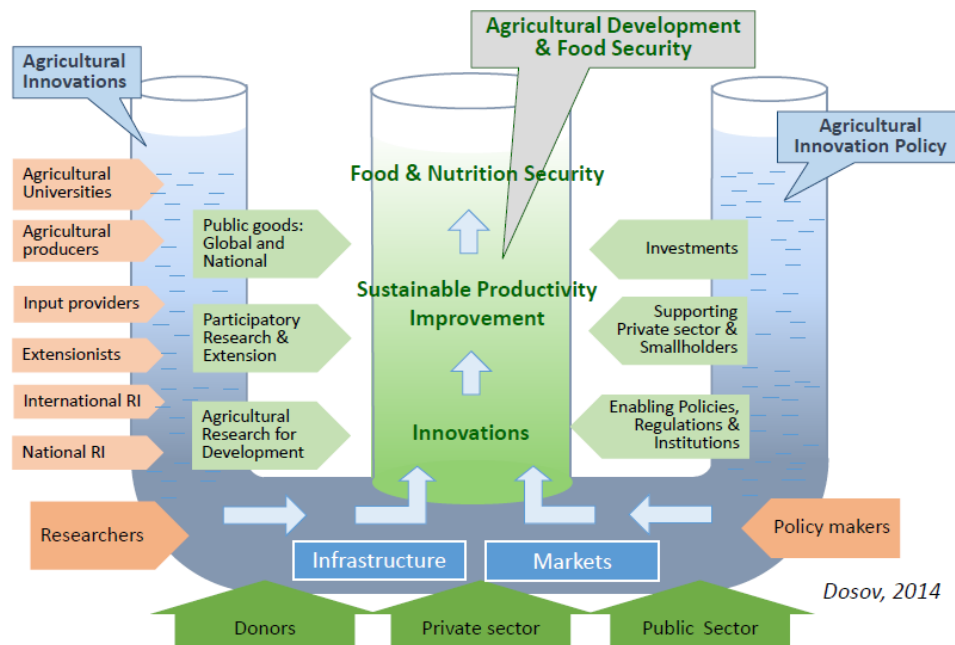 Agricultural Development
& Food Security
Agricultural
Innovations
Agricultural
Innovation Policy
Agricultural
Universities
Agricultural
producers
Input providers
Extensionists
International RI
National RI
Researchers
Public goods:
Global and
National
Participatory
Research &
Extension
Agricultural
Research for
Development
Food & Nutrition Security
Sustainable Productivity
Improvement
Innovations
Investments
Supporting
Private sector &
Smallholders
Enabling Policies,
Regulations &
Institutions
Policy makers
Infrastructure
Markets
Dosov, 2014
Donors
Private sector
Public Sector